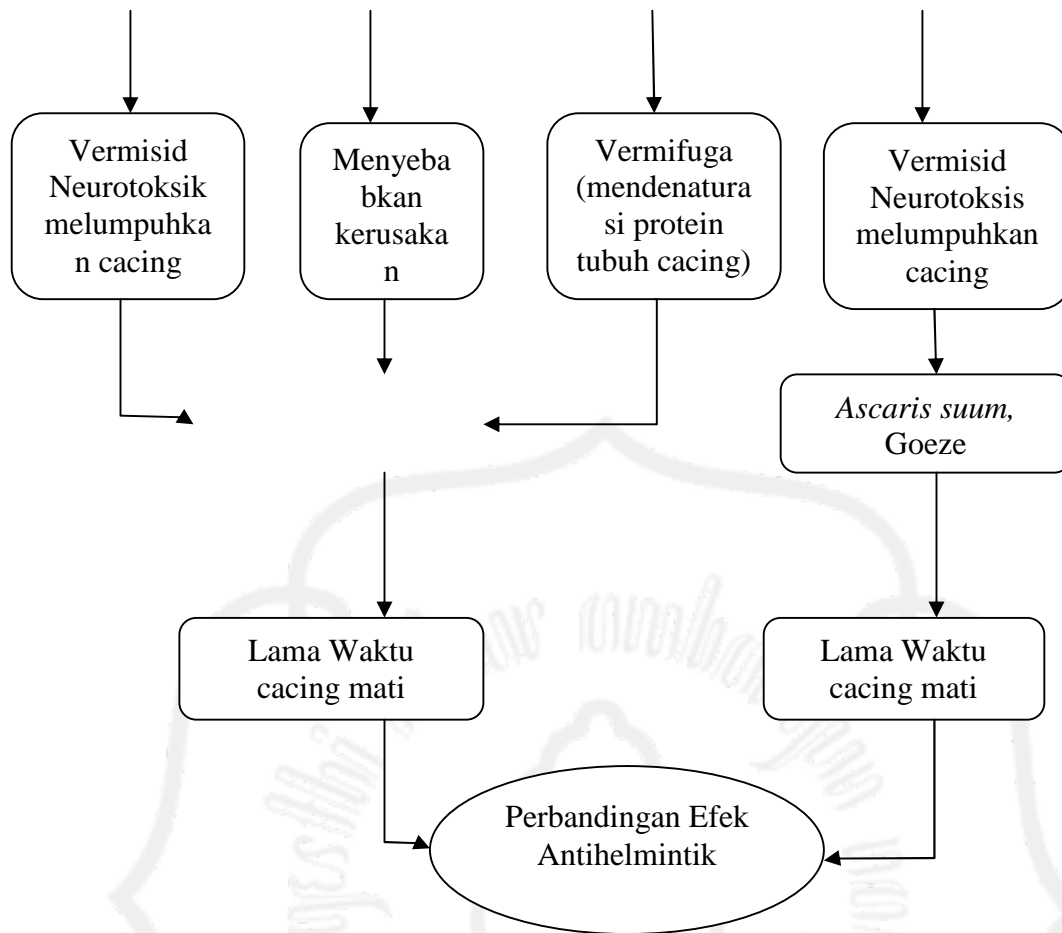 Vermisid
Neurotoksik
melumpuhka
n cacing
Menyeba
bkan
kerusaka
n
Vermifuga
(mendenatura
si protein
tubuh cacing)
Vermisid
Neurotoksis
melumpuhkan
cacing
Ascaris suum,
Goeze
Lama Waktu
cacing mati
Lama Waktu
cacing mati
Perbandingan Efek
Antihelmintik